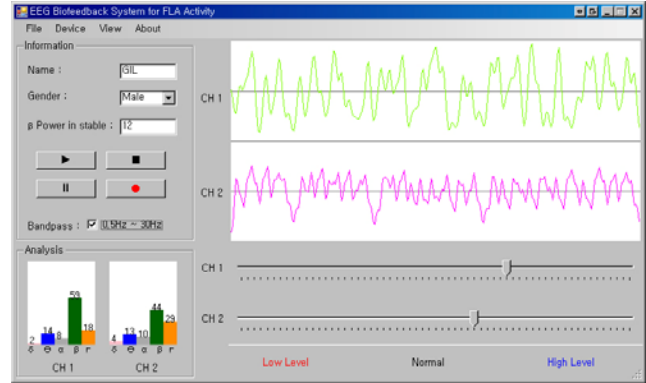 EEG Biofeedback System for FLA Activity
File Device View About
Information
Name : GIL
Gender : Male
β Power in stable : 12
Bandpass : 0.5Hz ~ 30Hz
Analysis
2 14 8 59 18
δ θ α β r
CH 1
4 13 10 44 29
δ θ α β r
CH 2
CH 1
CH 2
CH 1
CH 2
Low Level Normal High Level